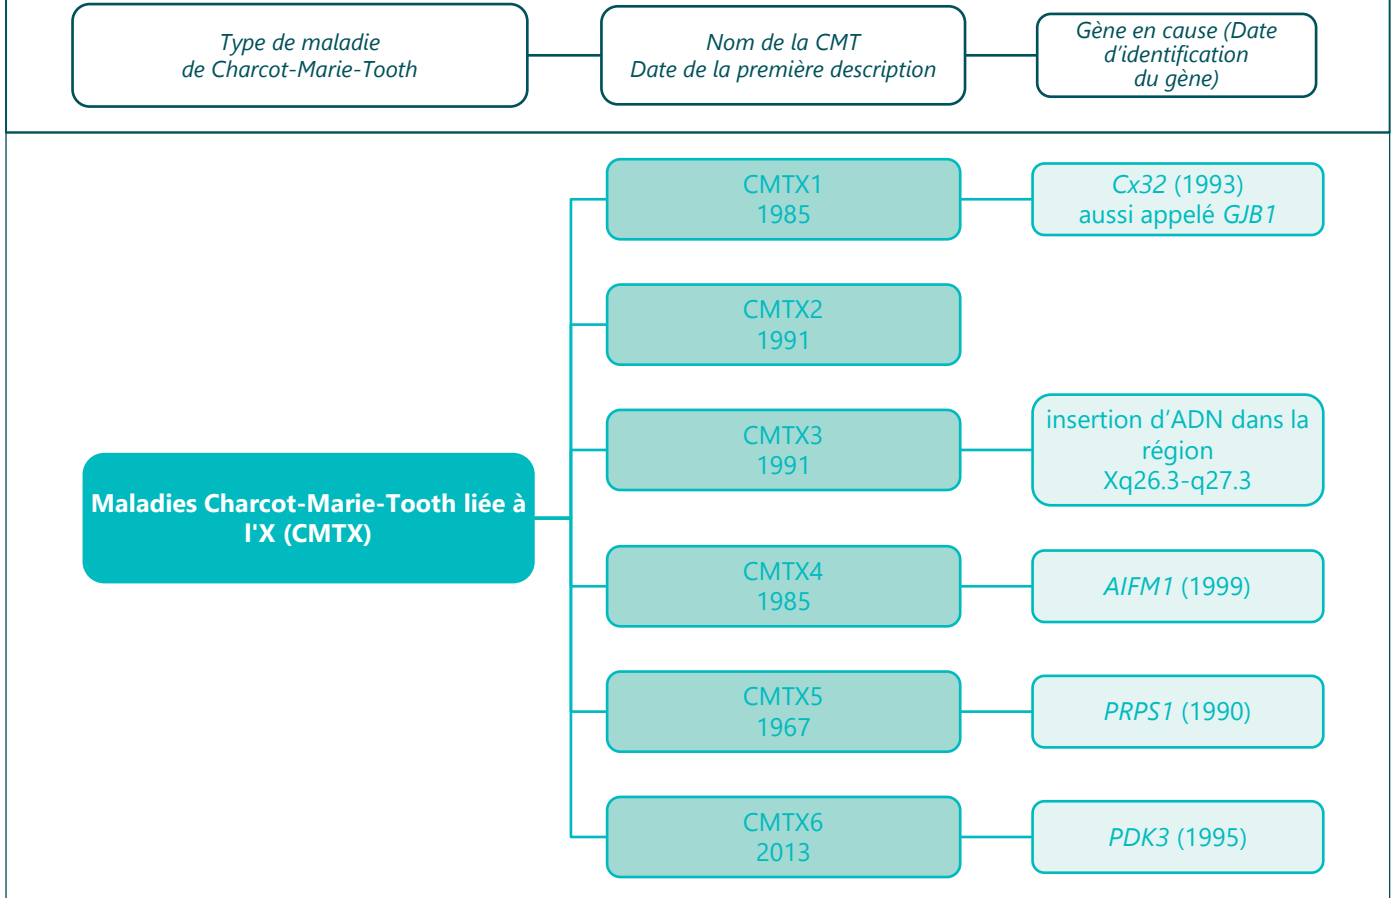 Type de maladie
de Charcot-Marie-Tooth
Nom de la CMT
Date de la première description
Gène en cause (Date
d'identification
du gène)
CMTX1
1985
Cx32 (1993)
aussi appelé GJB1
CMTX2
1991
CMTX3
1991
insertion d’ADN dans la
région
Xq26.3-q27.3
Maladies Charcot-Marie-Tooth liée à
l'X (CMTX)
CMTX4
1985
AIFM1 (1999)
CMTX5
1967
PRPS1 (1990)
CMTX6
2013
PDK3 (1995)